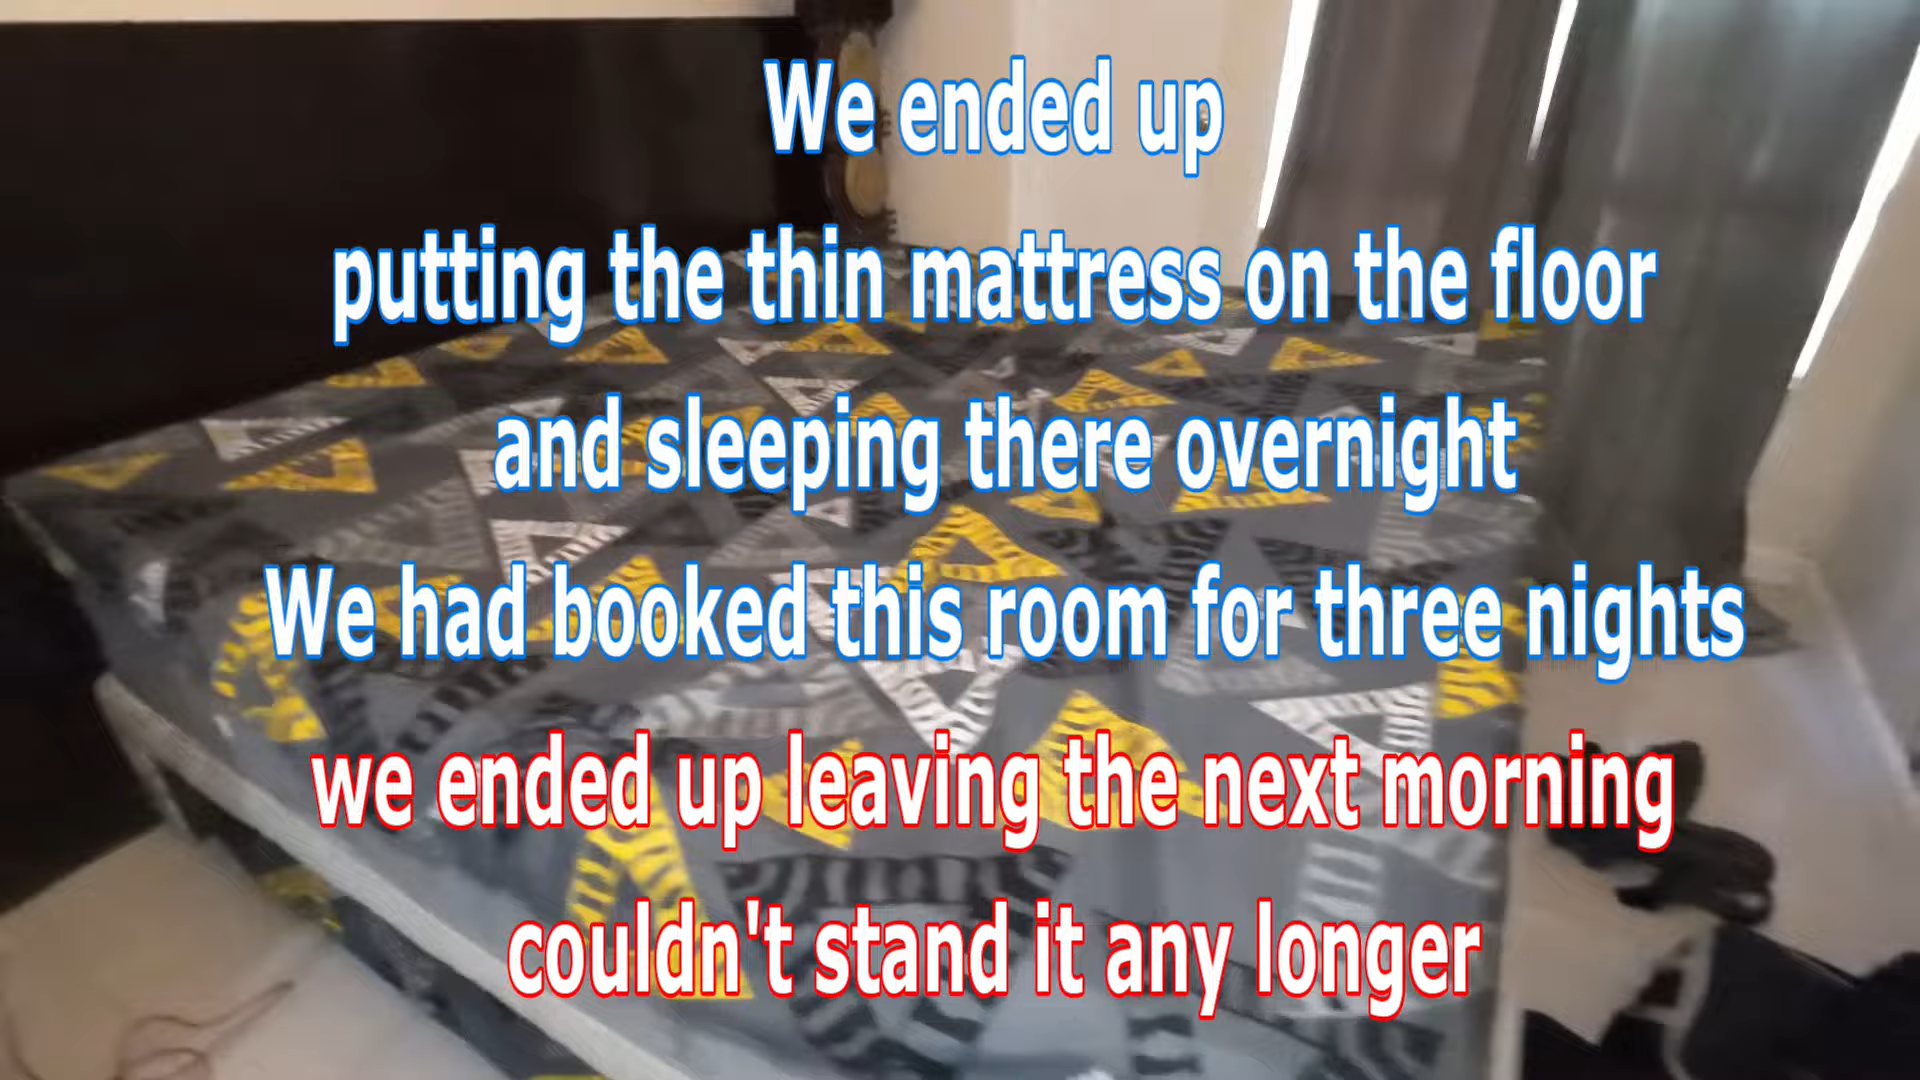 We ended up
putting the thin mattress on the floor
and sleeping there overnight
We had booked this room for three nights
we ended up leaving the next morning
couldn't stand it any longer